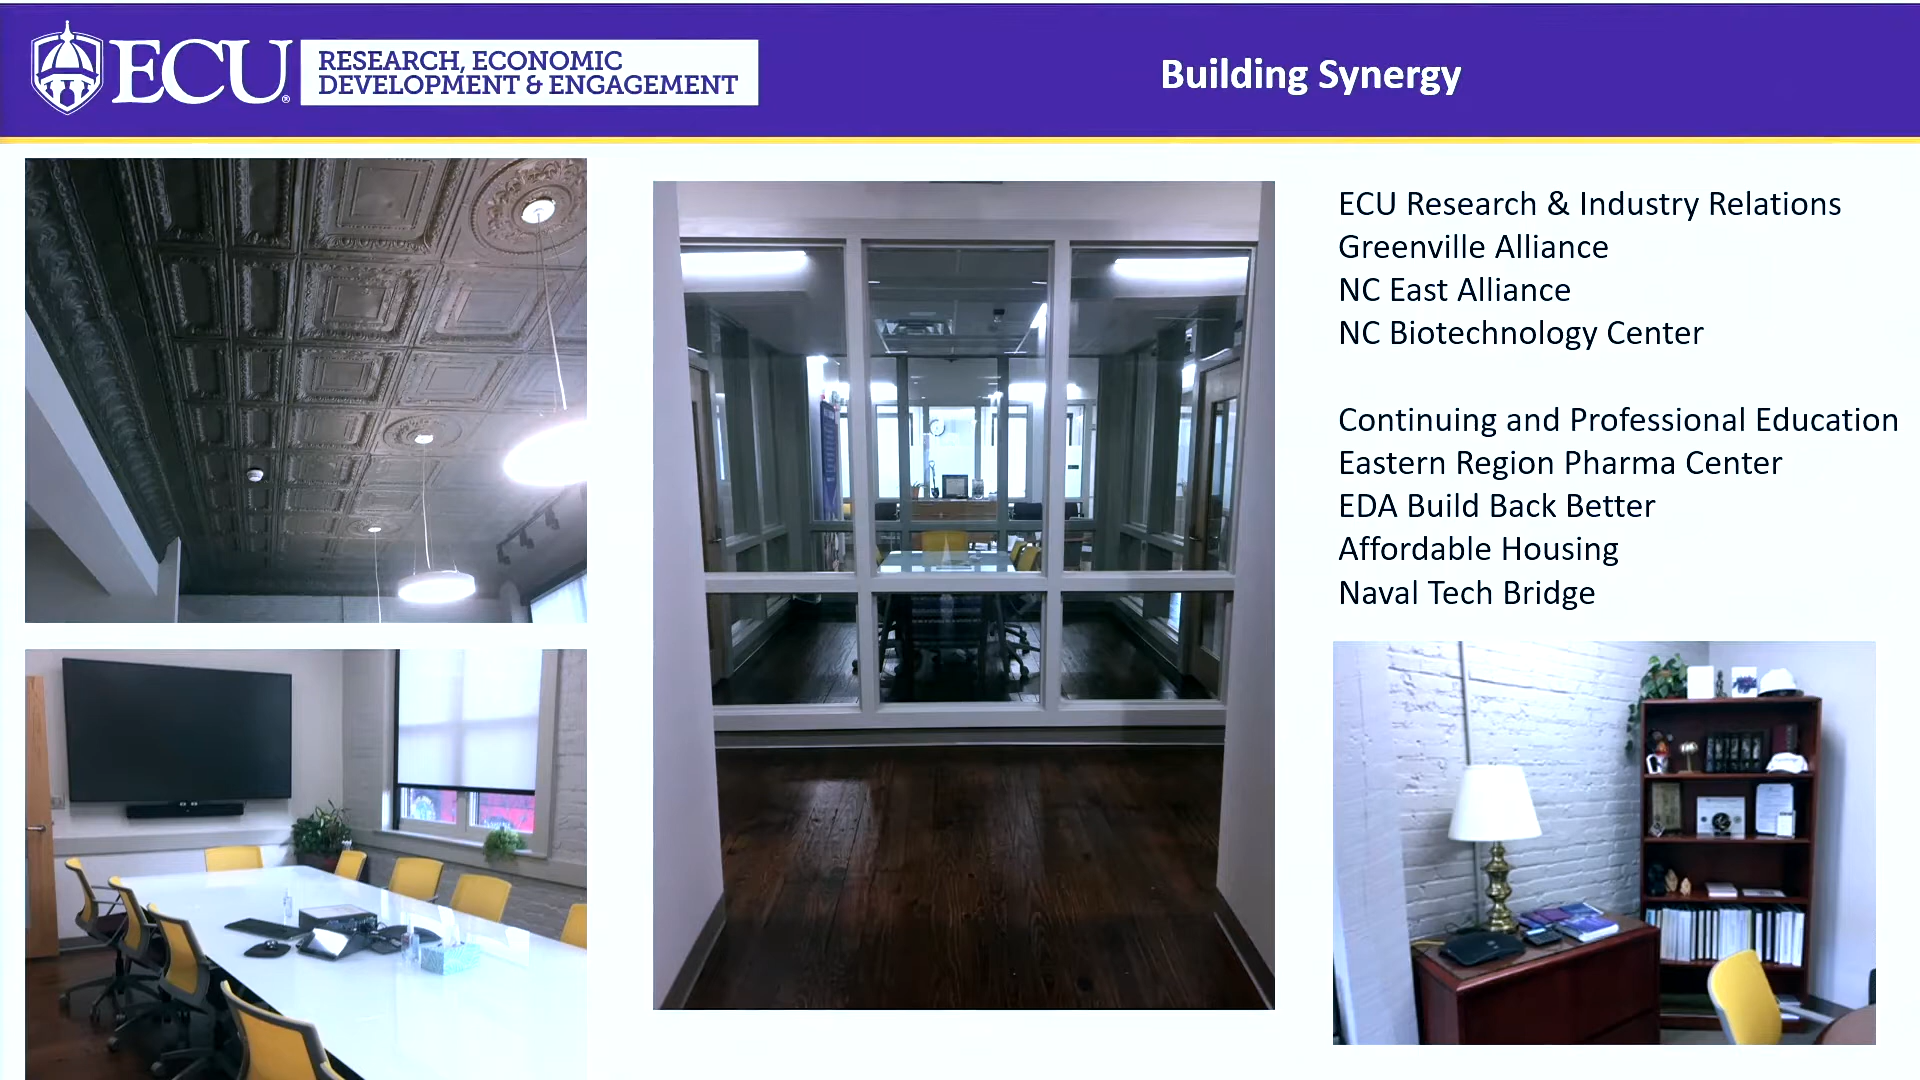 ECU®
RESEARCH, ECONOMIC
DEVELOPMENT & ENGAGEMENT
Building Synergy
ECU Research & Industry Relations
Greenville Alliance
NC East Alliance
NC Biotechnology Center
Continuing and Professional Education
Eastern Region Pharma Center
EDA Build Back Better
Affordable Housing
Naval Tech Bridge